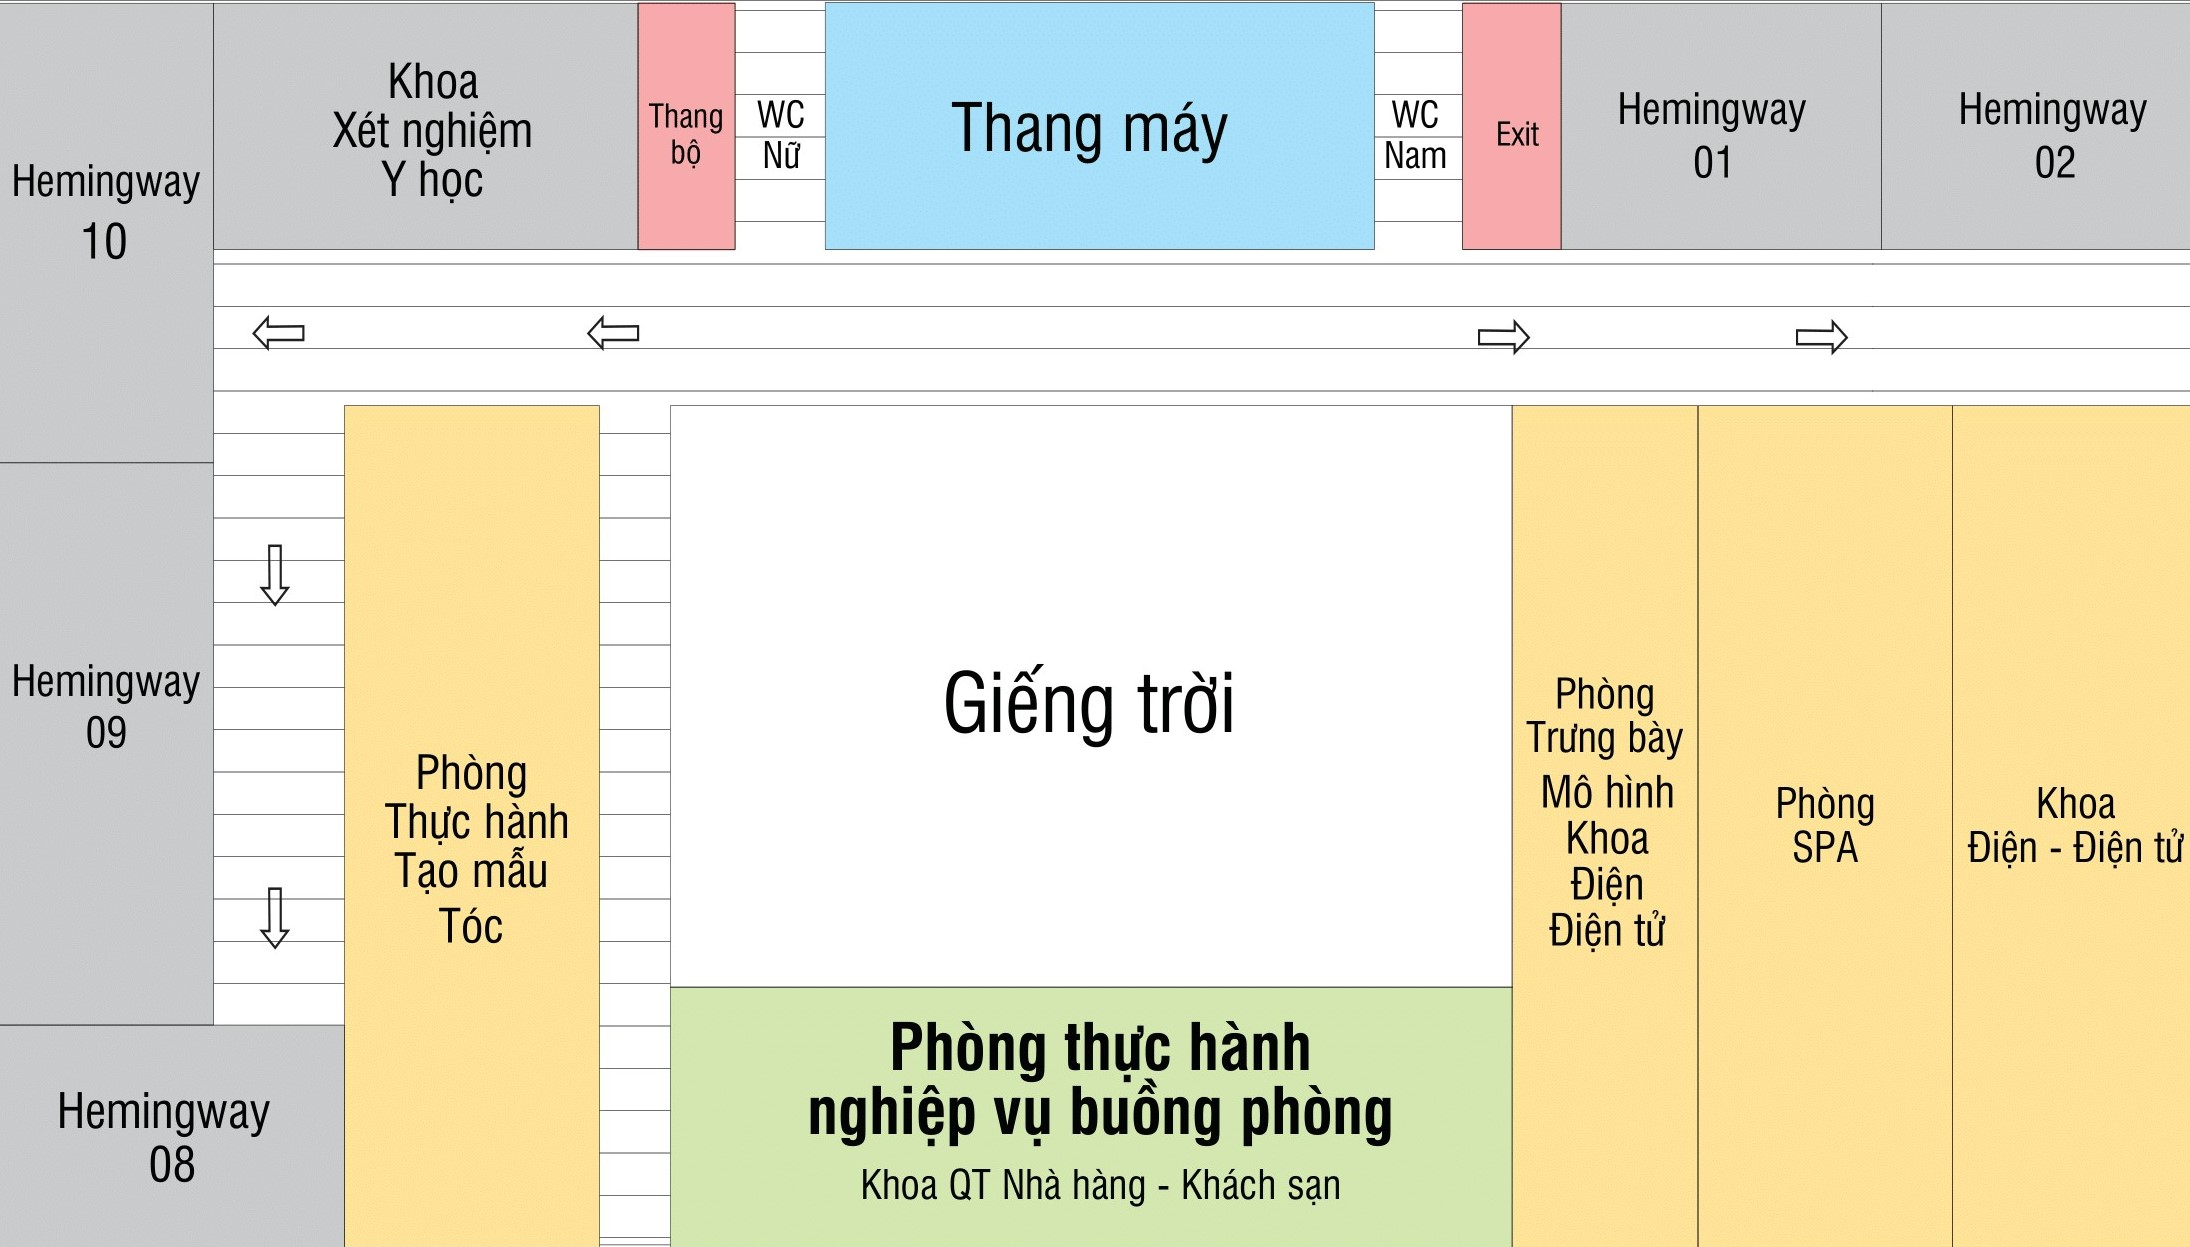 Khoa
Xét nghiệm
Y học
Thang
bộ
WC
Nữ
Thang máy
WC
Nam
Exit
Hemingway
01
Hemingway
02
Hemingway
10
Hemingway
09
Hemingway
08
Phòng
Thực hành
Tạo mẫu
Tóc
Giếng trời
Phòng thực hành
nghiệp vụ buồng phòng
Khoa QT Nhà hàng - Khách sạn
Phòng
Trưng bày
Mô hình
Khoa
Điện
Điện tử
Phòng
SPA
Khoa
Điện - Điện tử